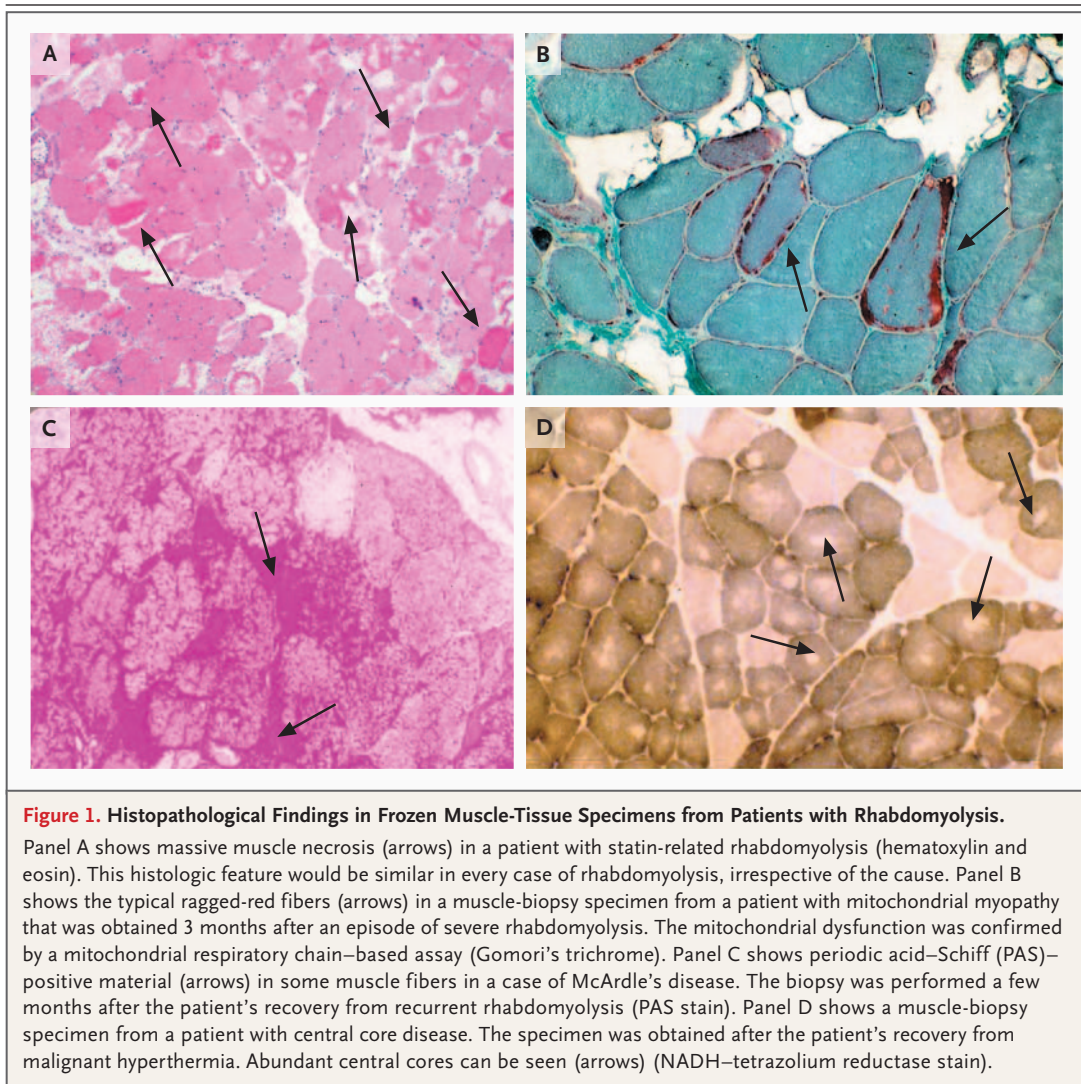 A
B
C
D
Figure 1. Histopathological Findings in Frozen Muscle-Tissue Specimens from Patients with Rhabdomyolysis.
Panel A shows massive muscle necrosis (arrows) in a patient with statin-related rhabdomyolysis (hematoxylin and
eosin). This histologic feature would be similar in every case of rhabdomyolysis, irrespective of the cause. Panel B
shows the typical ragged-red fibers (arrows) in a muscle-biopsy specimen from a patient with mitochondrial myopathy
that was obtained 3 months after an episode of severe rhabdomyolysis. The mitochondrial dysfunction was confirmed
by a mitochondrial respiratory chain–based assay (Gomori's trichrome). Panel C shows periodic acid–Schiff (PAS)–
positive material (arrows) in some muscle fibers in a case of McArdle's disease. The biopsy was performed a few
months after the patient's recovery from recurrent rhabdomyolysis (PAS stain). Panel D shows a muscle-biopsy
specimen from a patient with central core disease. The specimen was obtained after the patient's recovery from
malignant hyperthermia. Abundant central cores can be seen (arrows) (NADH–tetrazolium reductase stain).